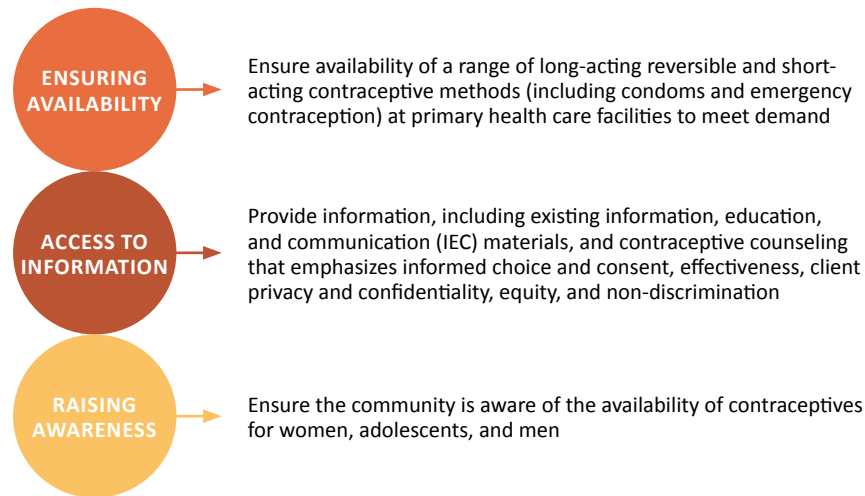 ENSURING
AVAILABILITY
Ensure availability of a range of long-acting reversible and short-
acting contraceptive methods (including condoms and emergency
contraception) at primary health care facilities to meet demand
ACCESS TO
INFORMATION
Provide information, including existing information, education,
and communication (IEC) materials, and contraceptive counseling
that emphasizes informed choice and consent, effectiveness, client
privacy and confidentiality, equity, and non-discrimination
RAISING
AWARENESS
Ensure the community is aware of the availability of contraceptives
for women, adolescents, and men